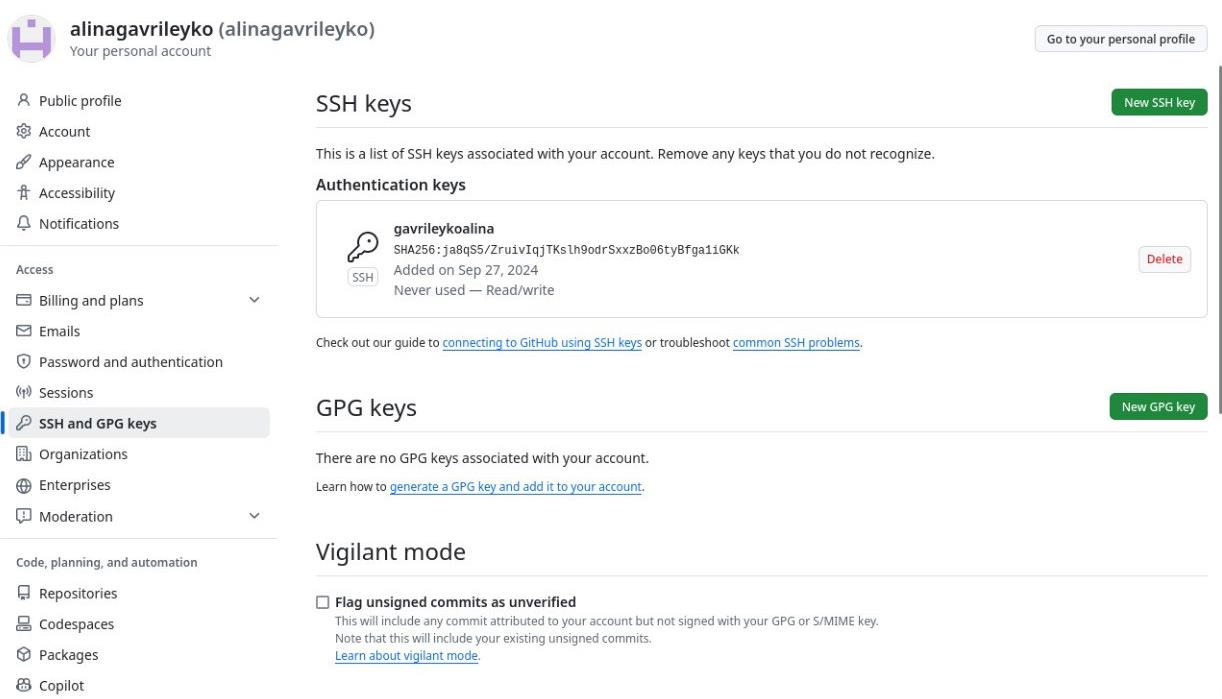 alinagavrileyko (alinagavrileyko)
Your personal account
Go to your personal profile
Public profile
Account
Appearance
Accessibility
Notifications
Access
Billing and plans
Emails
Password and authentication
Sessions
SSH and GPG keys
Organizations
Enterprises
Moderation
Code, planning, and automation
Repositories
Codespaces
Packages
Copilot
SSH keys
New SSH key
This is a list of SSH keys associated with your account. Remove any keys that you do not recognize.
Authentication keys
SSH
gavrileykoalina
SHA256:ja8qS5/ZruivIqjTKslh9odrSxxzBo06tyBfga1iGKk
Added on Sep 27, 2024
Never used — Read/write
Delete
Check out our guide to connecting to GitHub using SSH keys or troubleshoot common SSH problems.
GPG keys
New GPG key
There are no GPG keys associated with your account.
Learn how to generate a GPG key and add it to your account.
Vigilant mode
Flag unsigned commits as unverified
This will include any commit attributed to your account but not signed with your GPG or S/MIME key.
Note that this will include your existing unsigned commits.
Learn about vigilant mode.